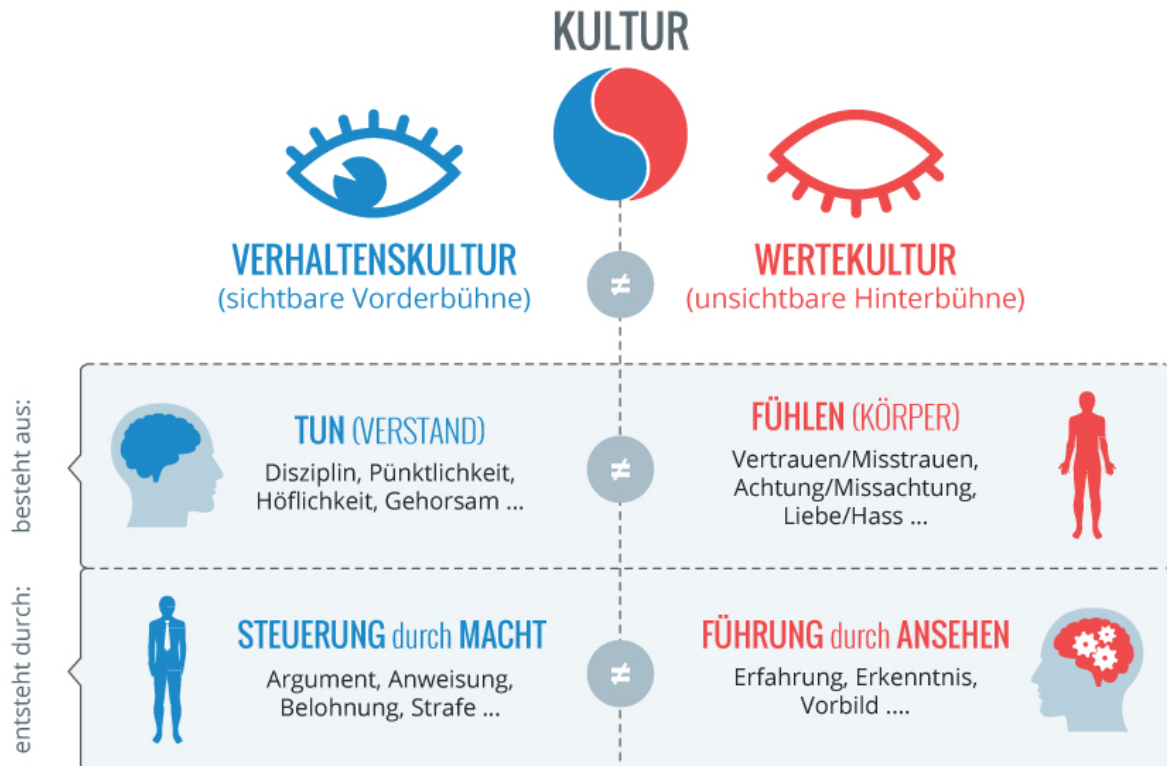 KULTUR
VERHALTENSKULTUR
(sichtbare Vorderbühne)
≠
WERTEKULTUR
(unsichtbare Hinterbühne)
besteht aus:
TUN (VERSTAND)
Disziplin, Pünktlichkeit,
Höflichkeit, Gehorsam ...
≠
FÜHLEN (KÖRPER)
Vertrauen/Misstrauen,
Achtung/Missachtung,
Liebe/Hass ...
entsteht durch:
STEUERUNG durch MACHT
Argument, Anweisung,
Belohnung, Strafe ...
≠
FÜHRUNG durch ANSEHEN
Erfahrung, Erkenntnis,
Vorbild ....